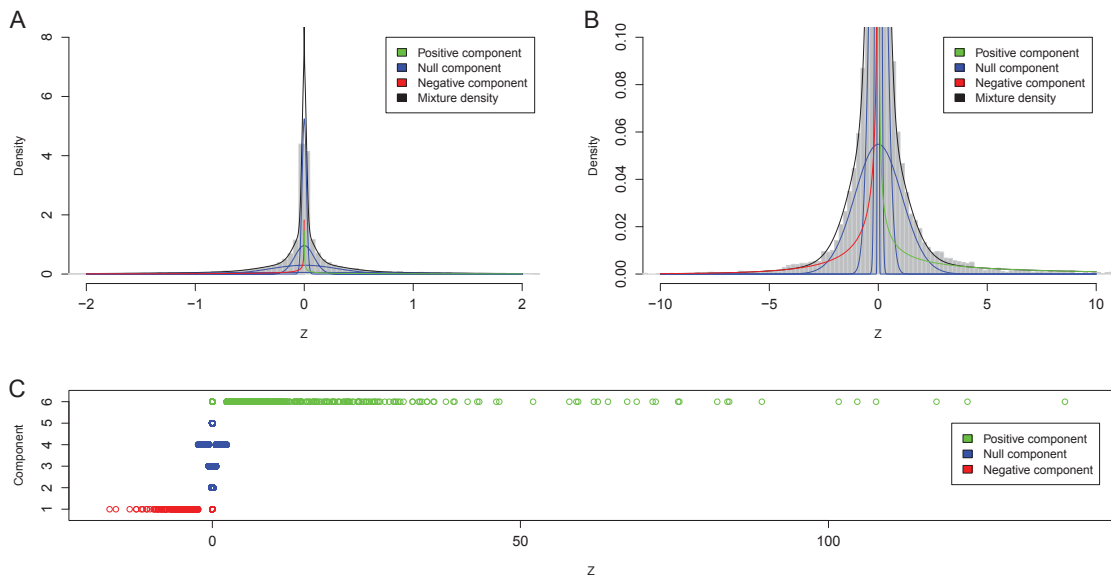 A
Density
8
6
4
2
0
−2
−1
0
1
2
Z
Positive component
Null component
Negative component
Mixture density
B
Density
0.10
0.08
0.06
0.04
0.02
0.00
−10
−5
0
5
10
Z
Positive component
Null component
Negative component
Mixture density
C
Component
6
5
4
3
2
1
0
50
100
Z
Positive component
Null component
Negative component